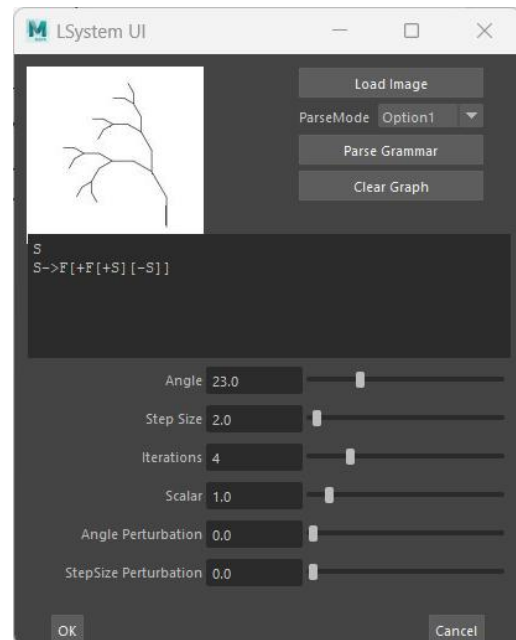 LSystem UI
Load Image
ParseMode Option1
Parse Grammar
Clear Graph
S
S->F[+F[+S][-S]]
Angle 23.0
Step Size 2.0
Iterations 4
Scalar 1.0
Angle Perturbation 0.0
StepSize Perturbation 0.0
OK Cancel